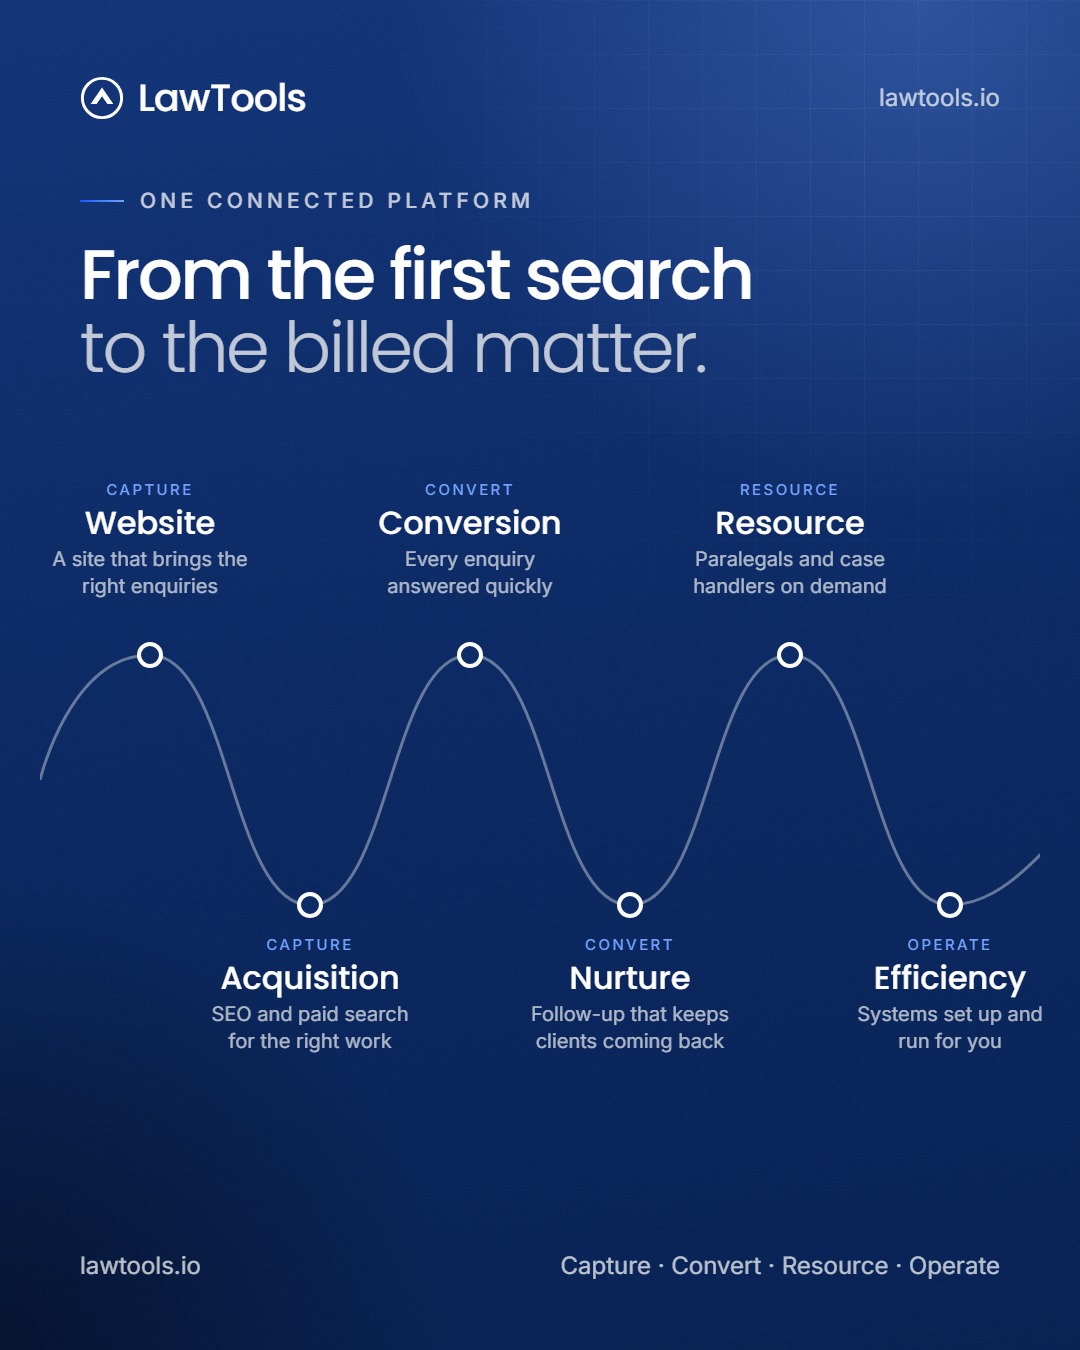 LawTools
lawtools.io
ONE CONNECTED PLATFORM
From the first search
to the billed matter.
CAPTURE
Website
A site that brings the
right enquiries
CONVERT
Conversion
Every enquiry
answered quickly
RESOURCE
Resource
Paralegals and case
handlers on demand
CAPTURE
Acquisition
SEO and paid search
for the right work
CONVERT
Nurture
Follow-up that keeps
clients coming back
OPERATE
Efficiency
Systems set up and
run for you
lawtools.io
Capture · Convert · Resource · Operate